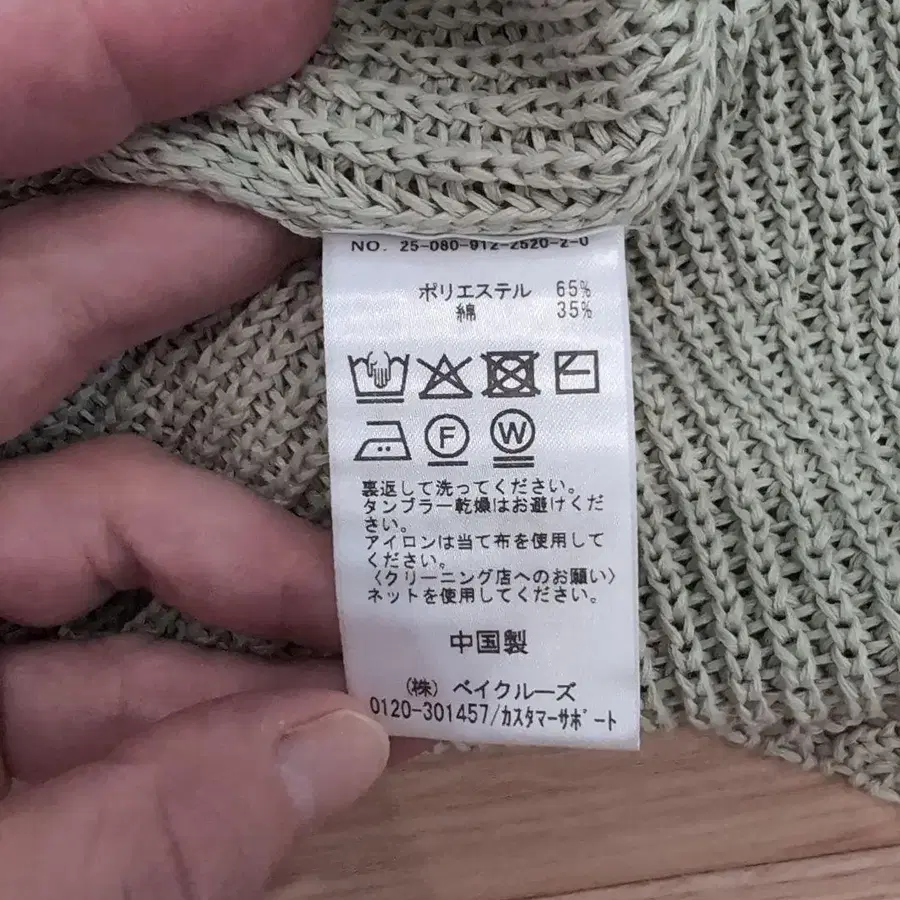 NO. 25-080-912-2520-2-0
ポリエステル 65%
綿 35%
F W
裏返して洗ってください。
タンブラー乾燥はお避けくだ
さい。
アイロンは当て布を使用して
ください。
〈クリーニング店へのお願い〉
ネットを使用してください。
中国製
(株) ベイクルーズ
0120-301457/カスタマーサポート